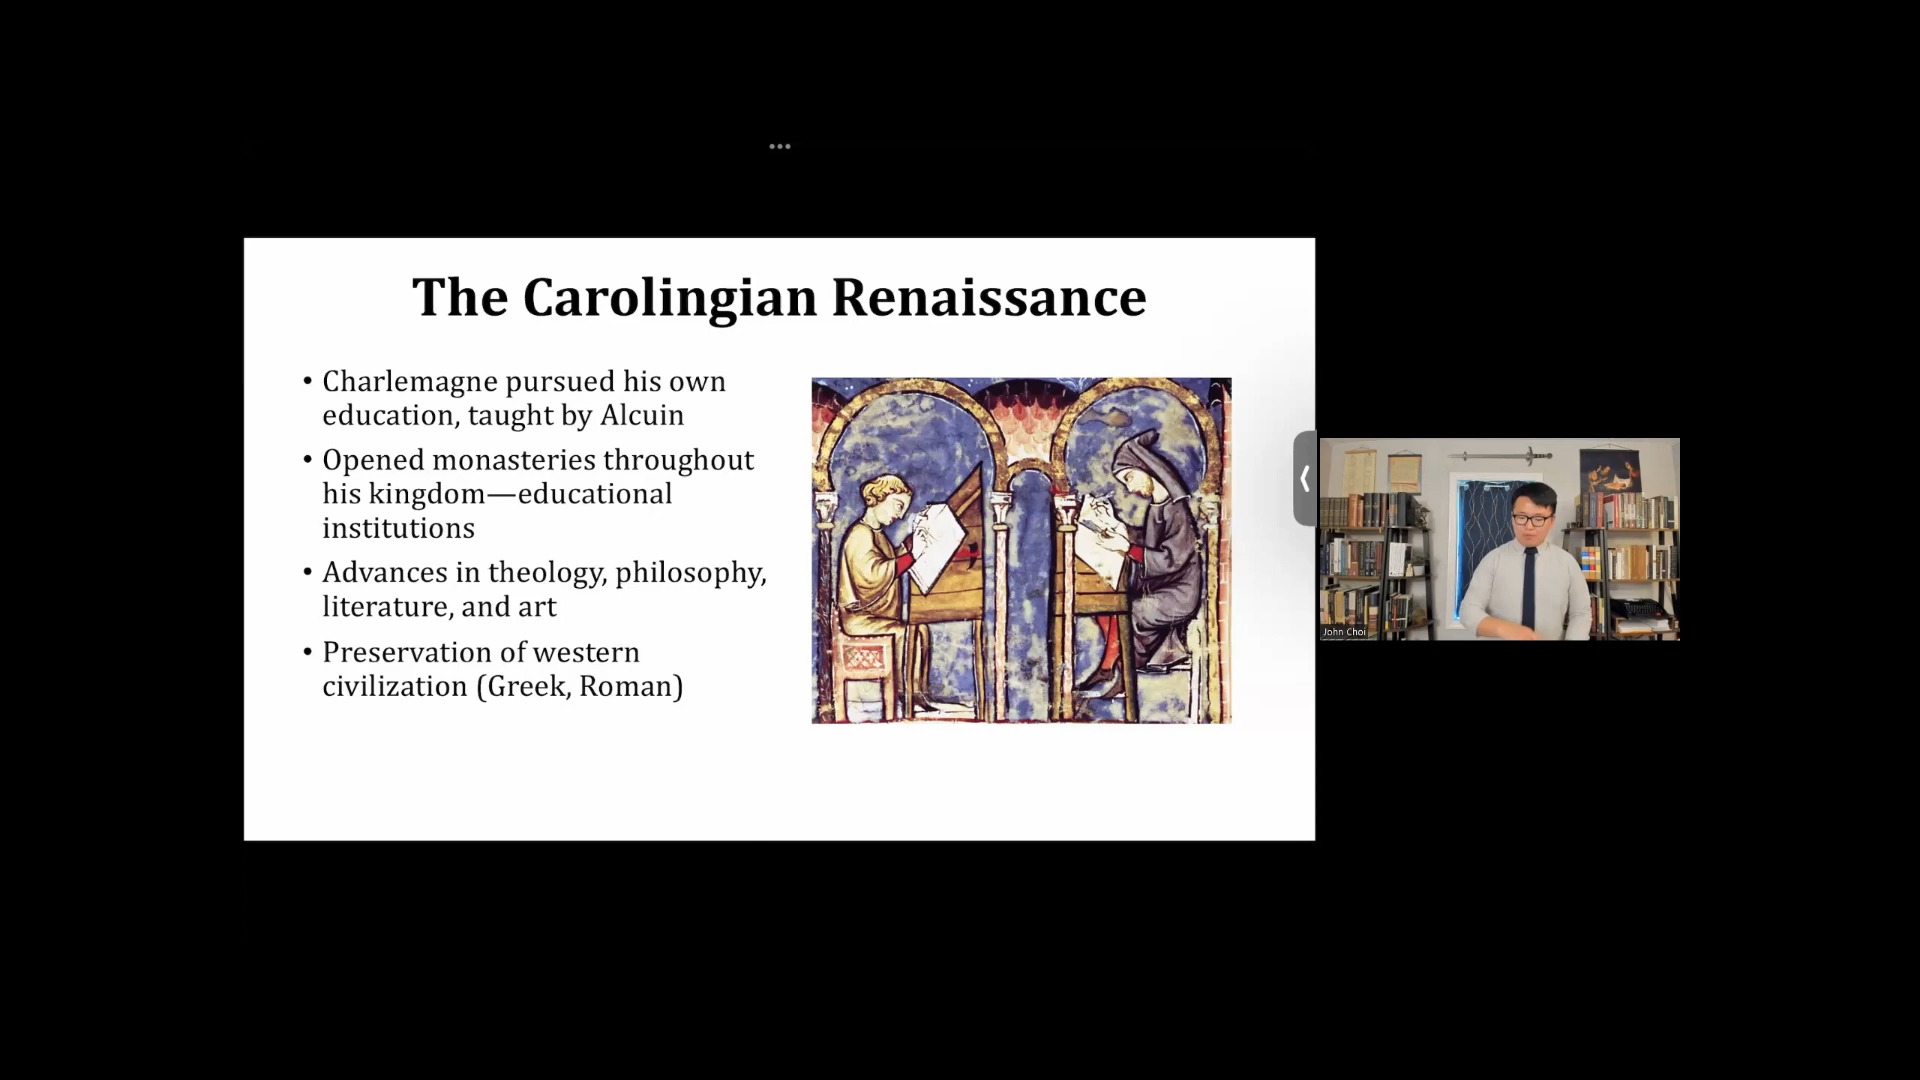 The Carolingian Renaissance
• Charlemagne pursued his own
education, taught by Alcuin
• Opened monasteries throughout
his kingdom—educational
institutions
• Advances in theology, philosophy,
literature, and art
• Preservation of western
civilization (Greek, Roman)
John Choi